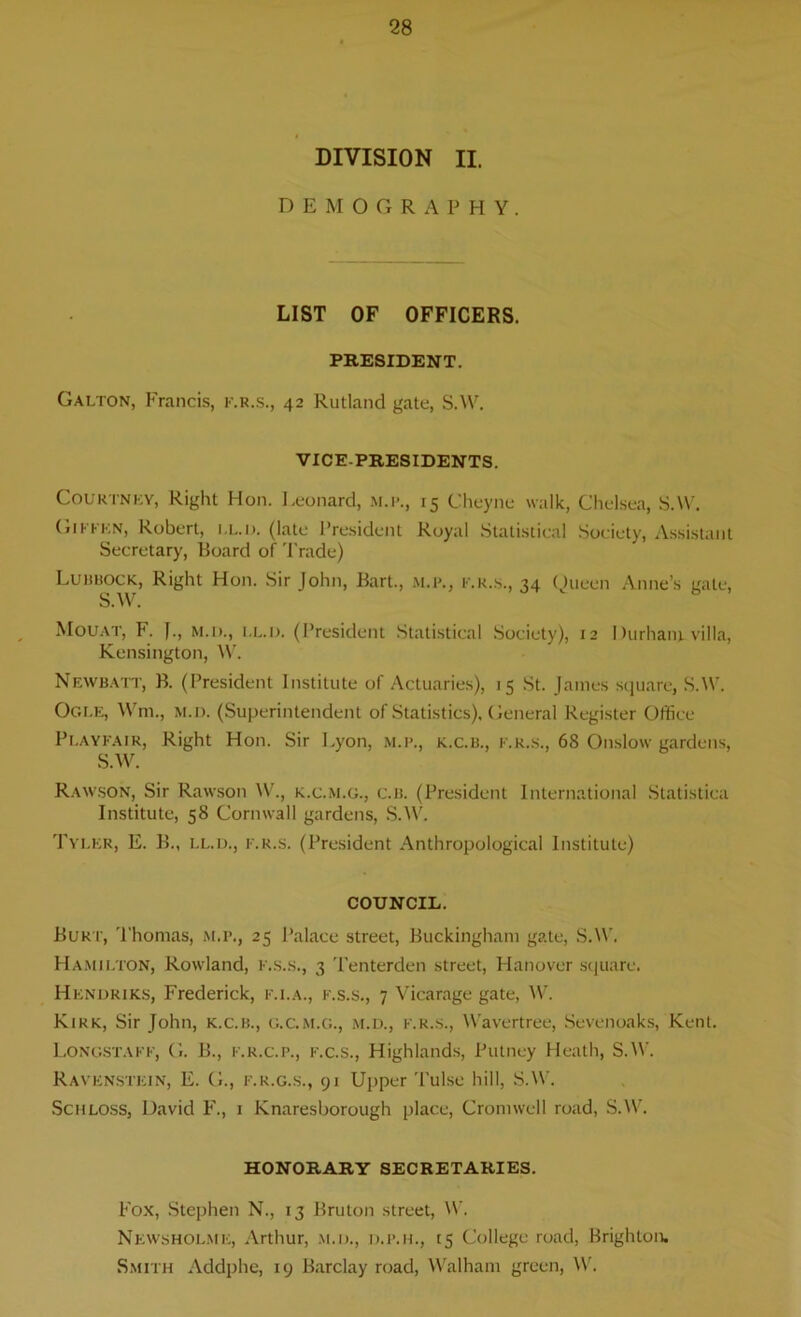 28
DIVISION II.
DEMOGRAPHY.
LIST OF OFFICERS.
PRESIDENT.
GALTON, Francis, F.R.S., 42 Rutland gate, S.W.
VICE-PRESIDENTS.
COURTNEY, Right Hon. Leonard, M.P., 15 Cheyne walk, Chelsea, S.W.
GIFFEN, Robert, LL.D. (late President Royal Statistical Society, Assistant
Secretary, Board of Trade)
LUBBOCK, Right Hon. Sir John, Bart., M.P., F.R.S., 34 Queen Anne's gate,
S.W.
MOUAT, F. J., M.D., LL.D. (President Statistical Society), 12 Durham villa,
Kensington, W.
NEWBATT, B. (President Institute of Actuaries), 15 St. James square, S.W.
OGLE, Wm., M.D. (Superintendent of Statistics), General Register Office
PLAYFAIR, Right Hon. Sir Lyon, M.P., K.C.B., F.R.S., 68 Onslow gardens,
S.W.
RAWSON, Sir Rawson W., K.C.M.G., C.B. (President International Statistica
Institute, 58 Cornwall gardens, S.W.
TYLER, E. B., LL.D., F.R.S. (President Anthropological Institute)
COUNCIL.
BURT, Thomas, M.P., 25 Palace street, Buckingham gate, S.W.
HAMILTON, Rowland, F.S.S., 3 Tenterden street, Hanover square.
HENDRIKS, Frederick, F.I.A., F.S.S., 7 Vicarage gate, W.
KIRK, Sir John, K.C.B., G.C.M.G., M.D., F.R.S., Wavertree, Sevenoaks, Kent.
LONGSTAFF, G. B., F.R.C.P., F.C.S., Highlands, Putney Heath, S.W.
RAVENSTEIN, E. G., F.R.G.S., 91 Upper Tulse hill, S.W.
SCHLOSS, David F., 1 Knaresborough place, Cromwell road, S.W.
HONORARY SECRETARIES.
FOX, Stephen N., 13 Bruton street, W.
NEWSHOLME, Arthur, M.D., D.P.H., 15 College road, Brighton.
SMITH Addphe, 19 Barclay road, Walham green, W.